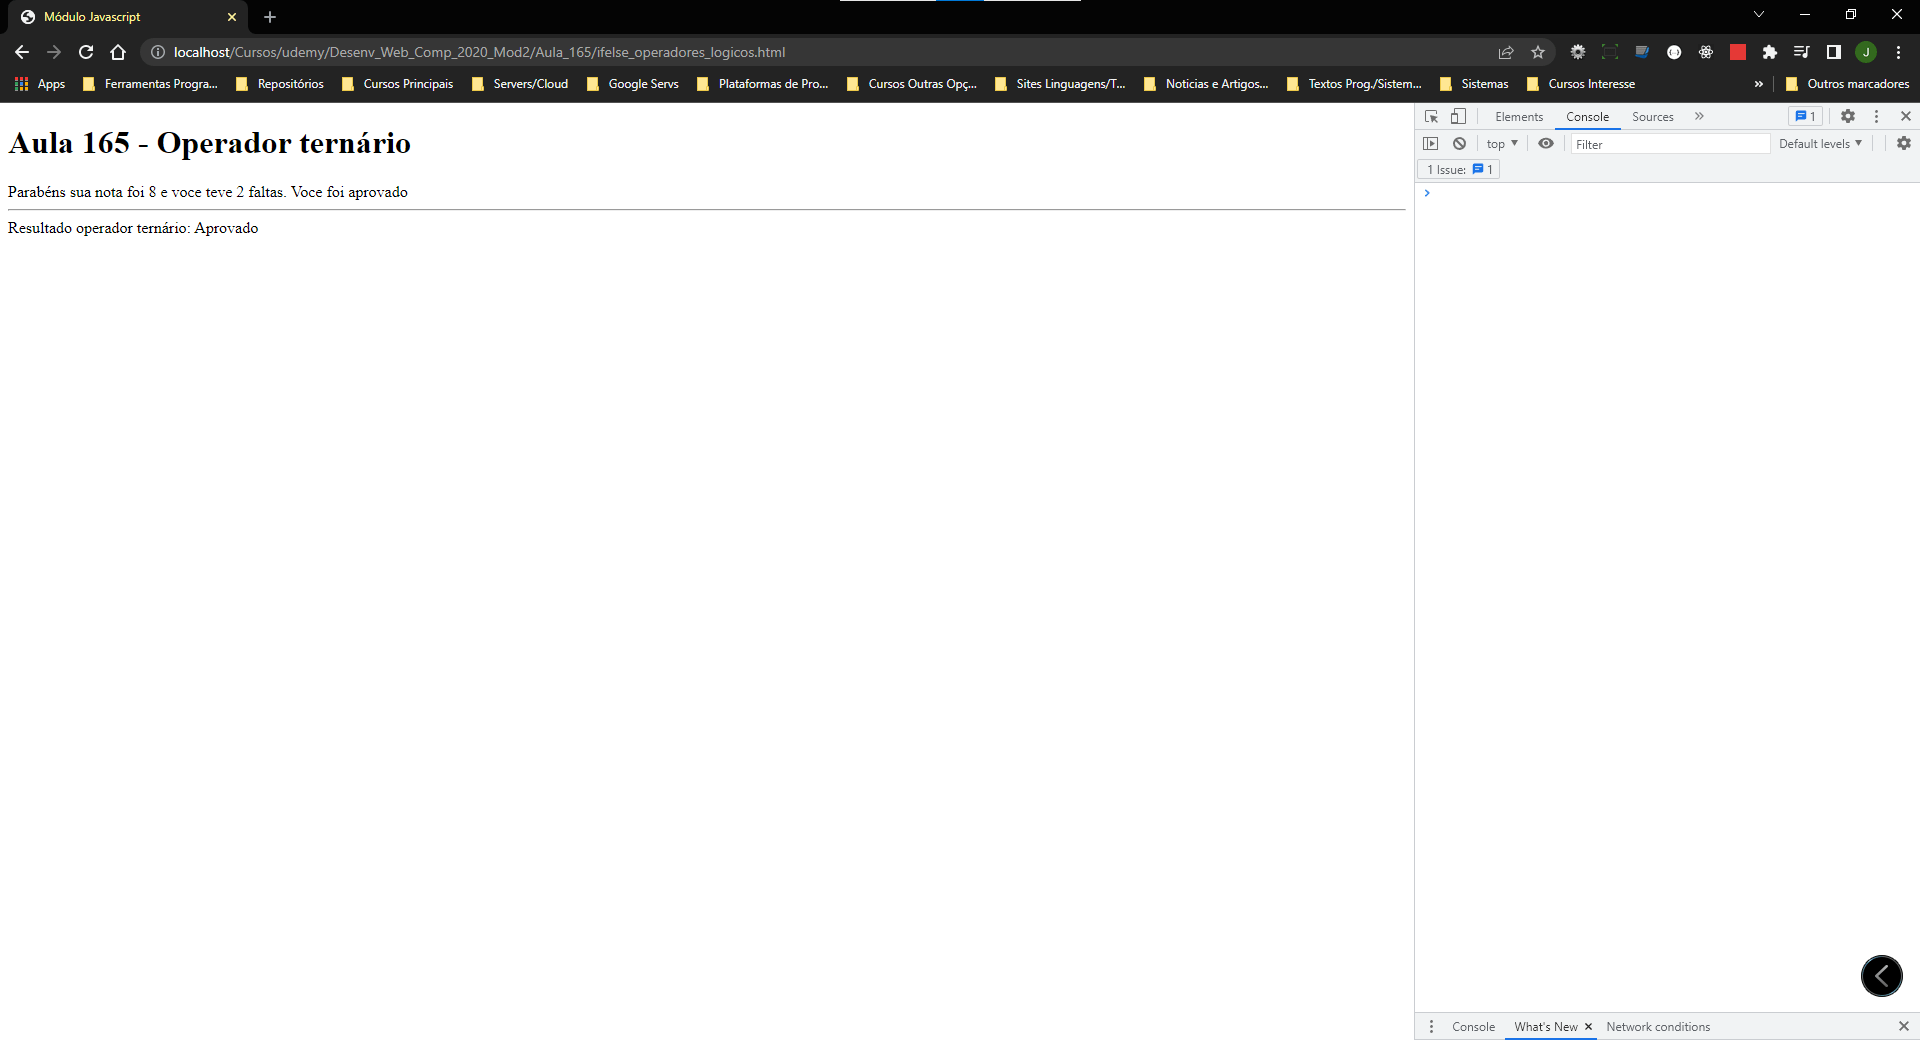 Módulo Javascript
localhost/Cursos/udemy/Desenv_Web_Comp_2020_Mod2/Aula_165/ifelse_operadores_logicos.html
J
Apps Ferramentas Progra... Repositórios Cursos Principais Servers/Cloud Google Servs Plataformas de Pro... Cursos Outras Opç... Sites Linguagens/T... Noticias e Artigos... Textos Prog./Sistem... Sistemas Cursos Interesse » Outros marcadores
Aula 165 - Operador ternário
Parabéns sua nota foi 8 e voce teve 2 faltas. Voce foi aprovado
Resultado operador ternário: Aprovado
Elements Console Sources » 1
top Filter Default levels
1 Issue: 1
Console What's New Network conditions